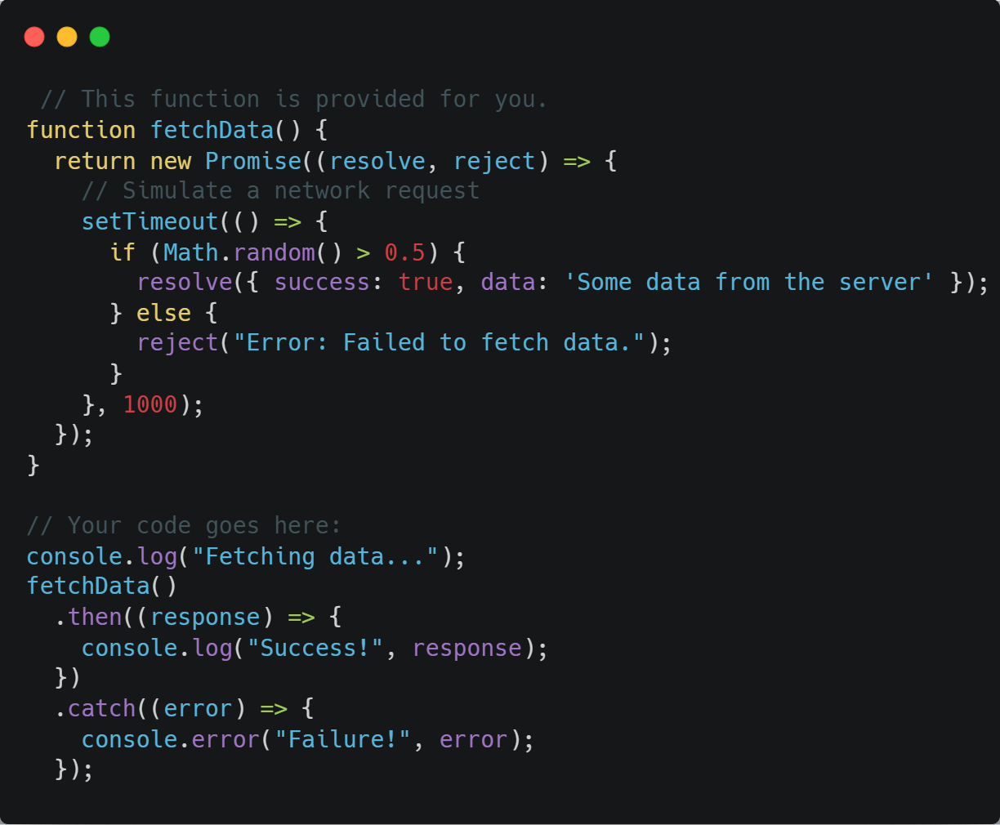 // This function is provided for you.
function fetchData() {
  return new Promise((resolve, reject) => {
    // Simulate a network request
    setTimeout(() => {
      if (Math.random() > 0.5) {
        resolve({ success: true, data: 'Some data from the server' });
      } else {
        reject("Error: Failed to fetch data.");
      }
    }, 1000);
  });
}

// Your code goes here:
console.log("Fetching data...");
fetchData()
  .then((response) => {
    console.log("Success!", response);
  })
  .catch((error) => {
    console.error("Failure!", error);
  });